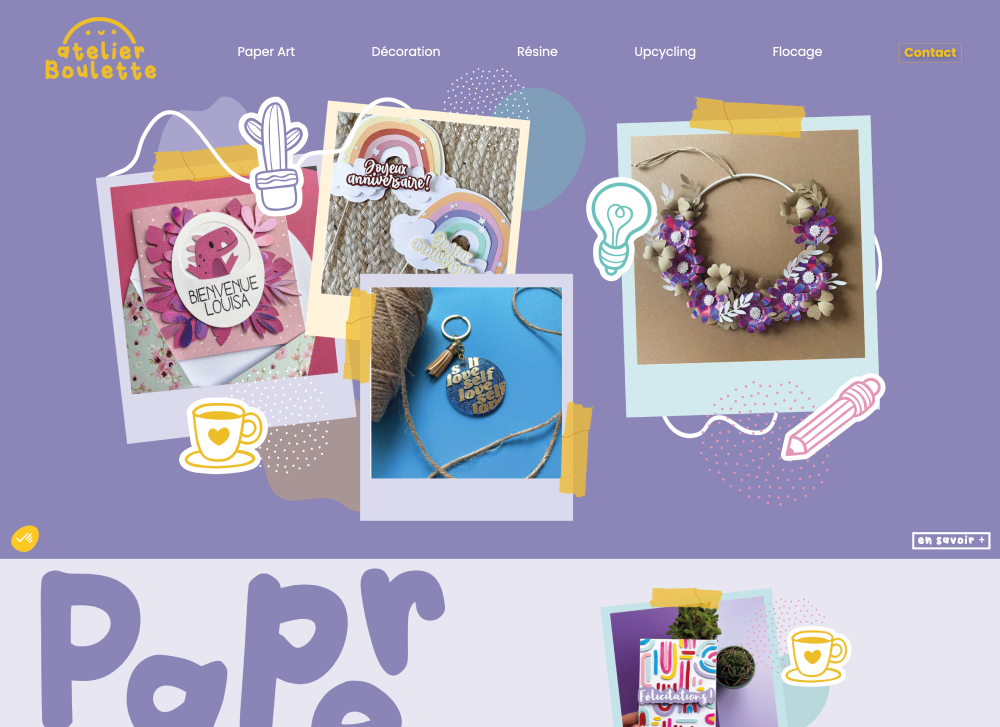 atelier
Boulette
Paper Art
Décoration
Résine
Upcycling
Flocage
Contact
Joyeux
anniversaire!
BIENVENUE
LOUISA
self
love self
love self
love
en savoir +
Paper
Félicitations!